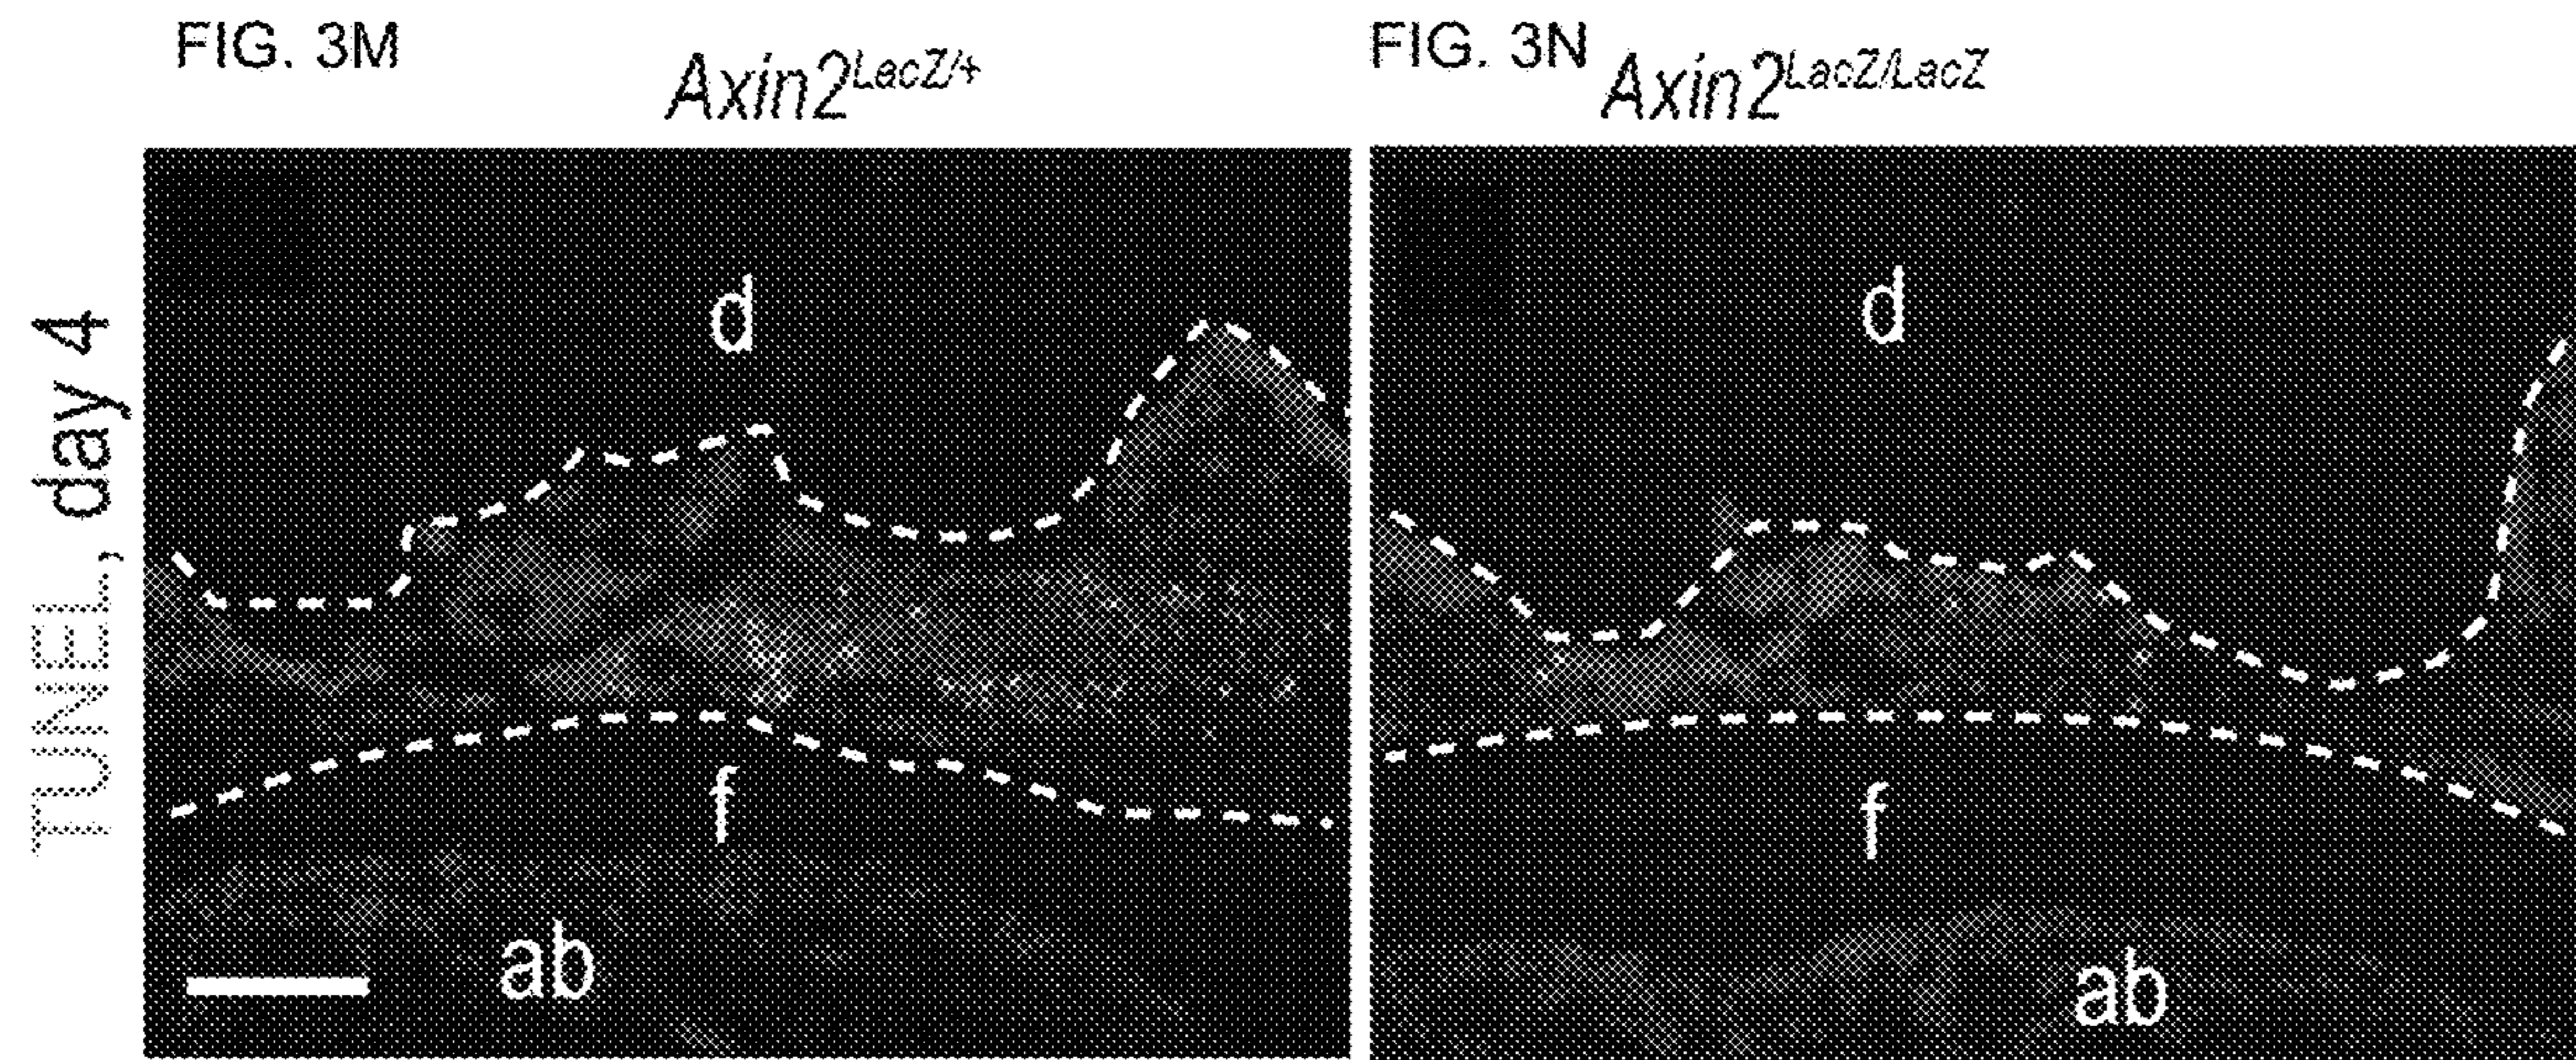 FIG. 3M
Axin2LacZ/+
FIG. 3N
Axin2LacZ/LacZ
TUNEL, day 4
d
f
ab
d
f
ab